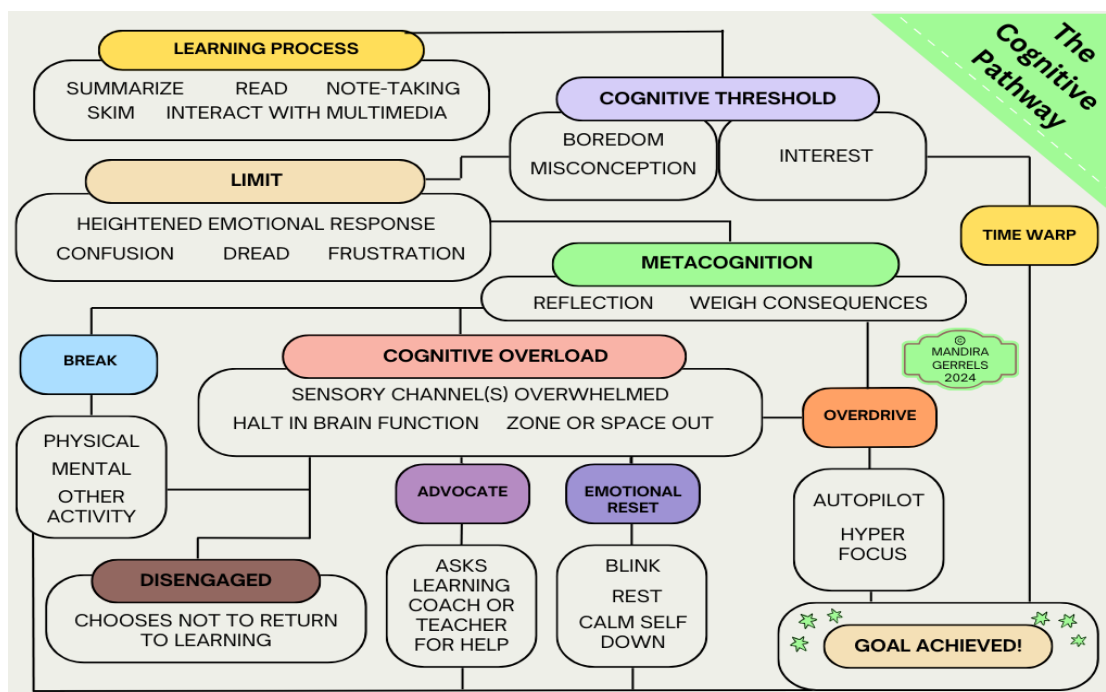 The
Cognitive
Pathway
LEARNING PROCESS
SUMMARIZE READ NOTE-TAKING
SKIM INTERACT WITH MULTIMEDIA
COGNITIVE THRESHOLD
BOREDOM
MISCONCEPTION
INTEREST
LIMIT
HEIGHTENED EMOTIONAL RESPONSE
CONFUSION DREAD FRUSTRATION
TIME WARP
METACOGNITION
REFLECTION WEIGH CONSEQUENCES
BREAK
PHYSICAL
MENTAL
OTHER
ACTIVITY
COGNITIVE OVERLOAD
SENSORY CHANNEL(S) OVERWHELMED
HALT IN BRAIN FUNCTION ZONE OR SPACE OUT
©
MANDIRA
GERRELS
2024
OVERDRIVE
AUTOPILOT
HYPER
FOCUS
ADVOCATE
ASKS
LEARNING
COACH OR
TEACHER
FOR HELP
EMOTIONAL
RESET
BLINK
REST
CALM SELF
DOWN
DISENGAGED
CHOOSES NOT TO RETURN
TO LEARNING
GOAL ACHIEVED!